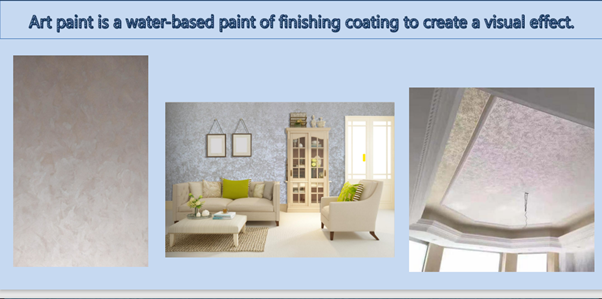 Art paint is a water-based paint of finishing coating to create a visual effect.